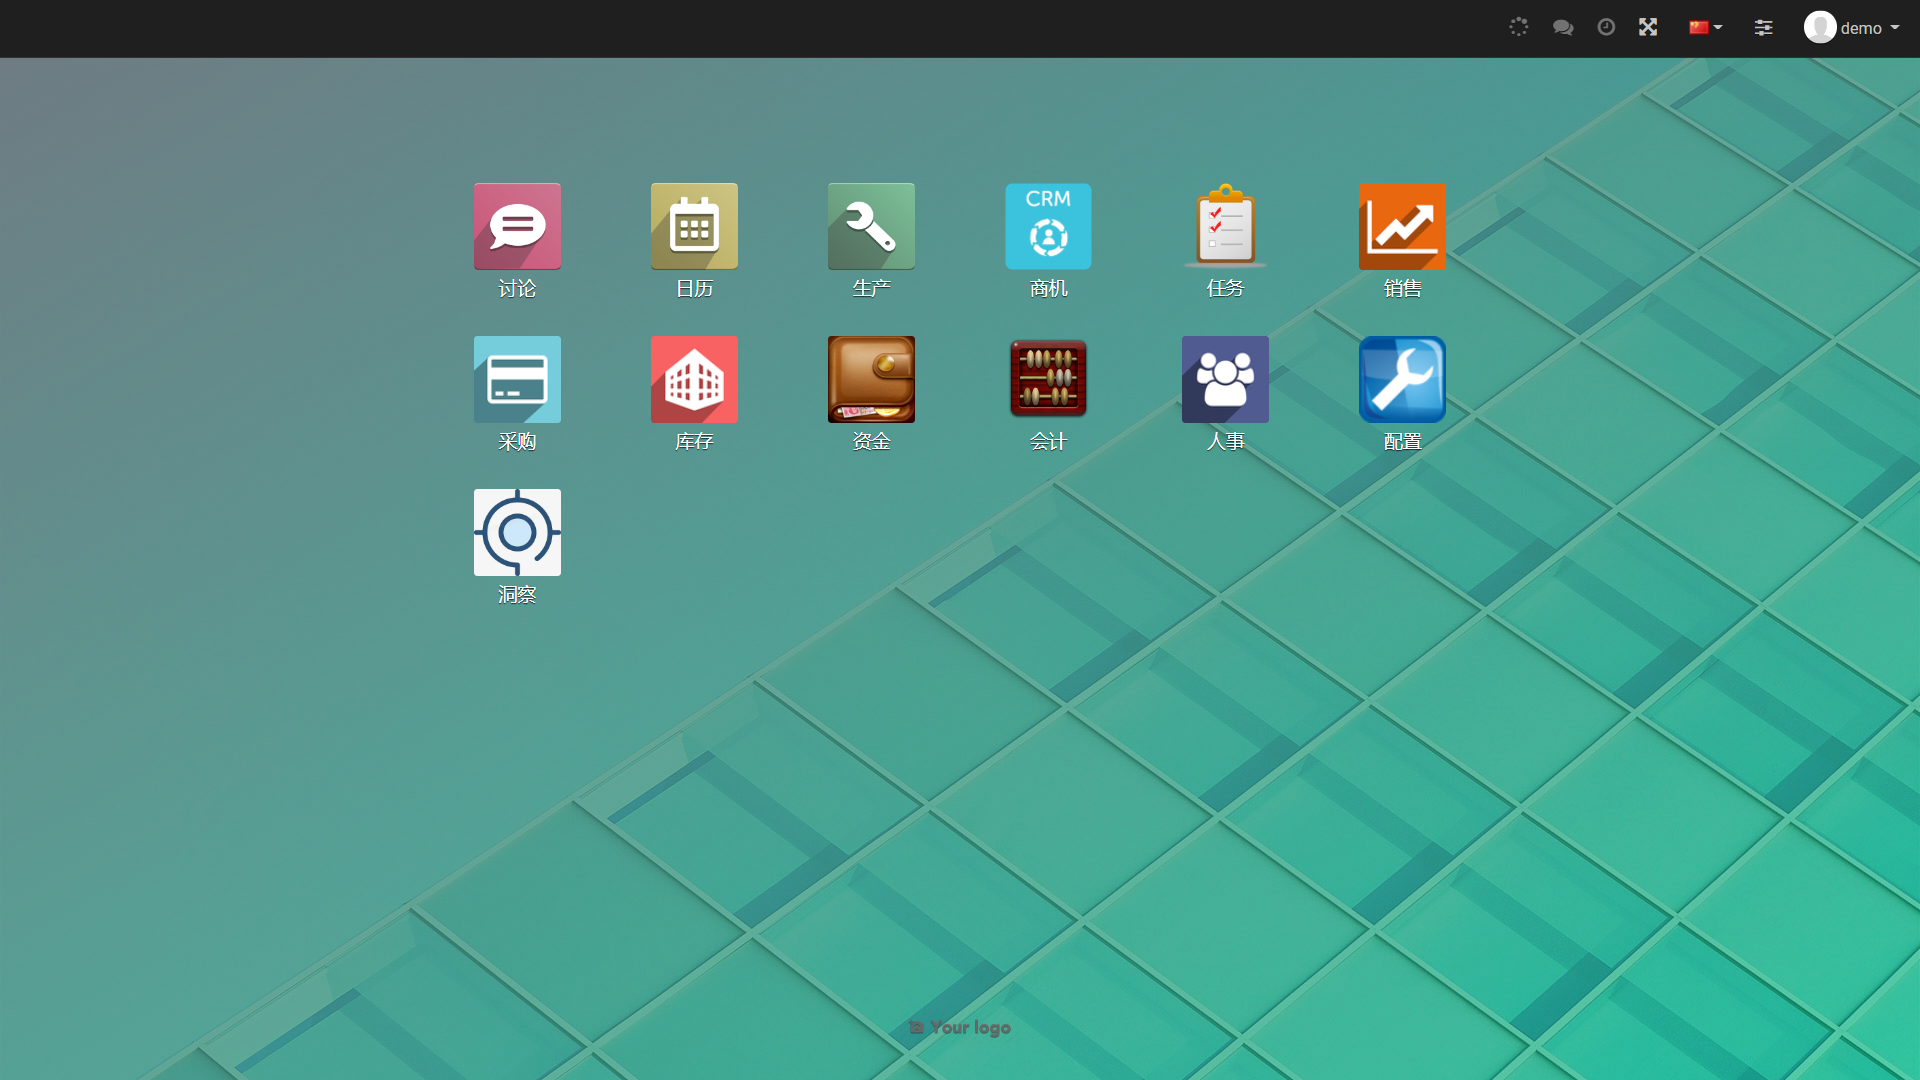 demo
CRM
讨论
日历
生产
商机
任务
销售
采购
库存
资金
会计
人事
配置
洞察
Your logo